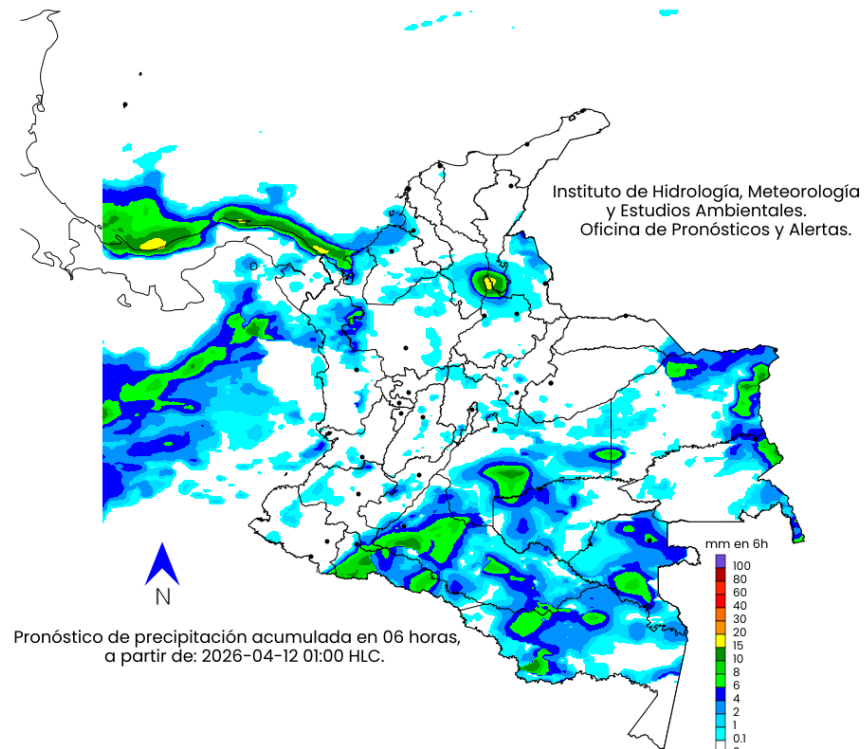 Instituto de Hidrología, Meteorología
y Estudios Ambientales.
Oficina de Pronósticos y Alertas.
mm en 6h
100
80
60
40
30
20
15
10
8
6
4
2
1
0.1
N
Pronóstico de precipitación acumulada en 06 horas,
a partir de: 2026-04-12 01:00 HLC.